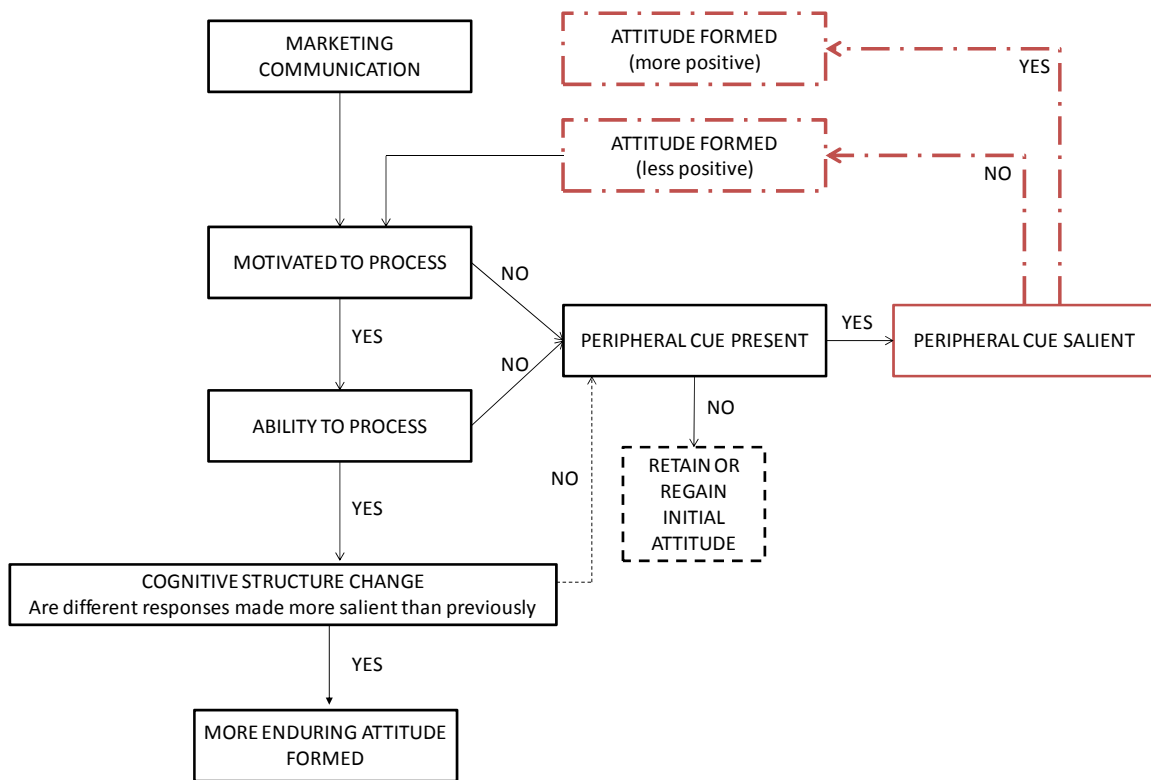 MARKETING
COMMUNICATION
ATTITUDE FORMED
(more positive)
YES
ATTITUDE FORMED
(less positive)
NO
MOTIVATED TO PROCESS
NO
YES
PERIPHERAL CUE PRESENT
YES
PERIPHERAL CUE SALIENT
NO
ABILITY TO PROCESS
NO
RETAIN OR
REGAIN
INITIAL
ATTITUDE
NO
YES
COGNITIVE STRUCTURE CHANGE
Are different responses made more salient than previously
YES
MORE ENDURING ATTITUDE
FORMED